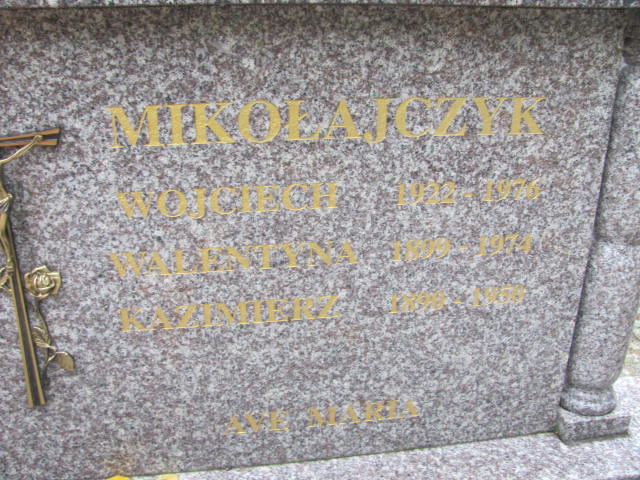 MIKOŁAJCZYK
WOJCIECH 1922 - 1976
WALENTYNA 1899 - 1974
KAZIMIERZ 1890 - 1950
AVE MARIA